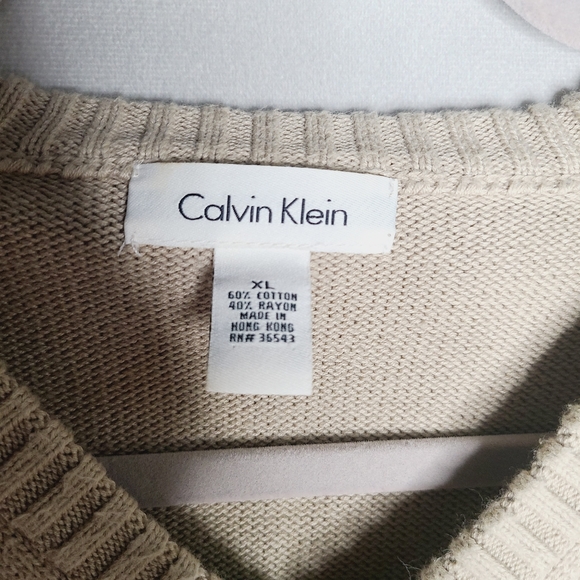 Calvin Klein
XL
60% COTTON
40% RAYON
MADE IN
HONG KONG
RN# 36543